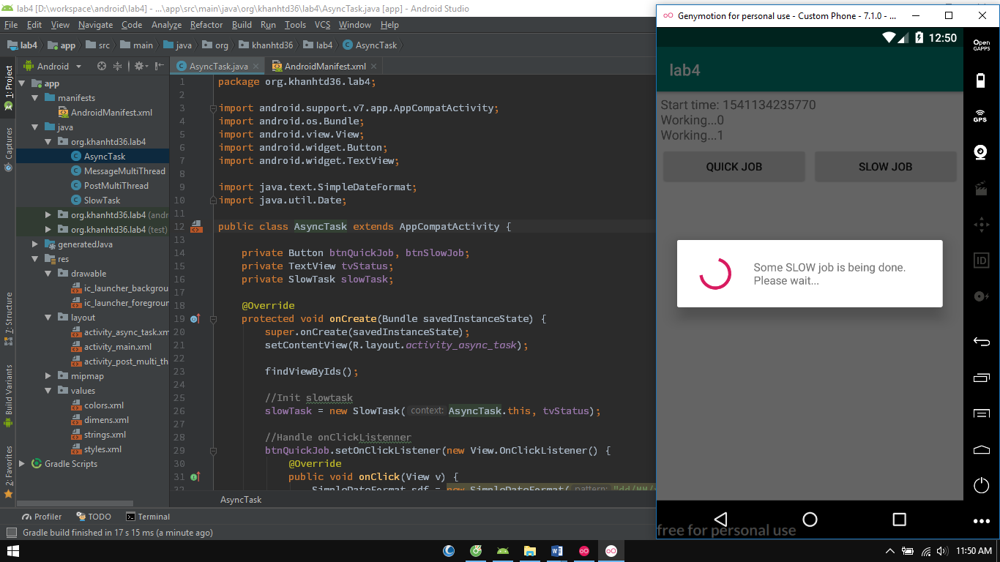 lab4 [D:\workspace\android\lab4] - ...\app\src\main\java\org\khanhtd36\lab4\AsyncTask.java [app] - Android Studio
File Edit View Navigate Code Analyze Refactor Build Run Tools VCS Window Help
lab4 app src main java org khanhtd36 lab4 AsyncTask
1: Project
Captures
Z: Structure
Build Variants
2: Favorites
Android
app
manifests
AndroidManifest.xml
java
org.khanhtd36.lab4
AsyncTask
MessageMultiThread
PostMultiThread
SlowTask
org.khanhtd36.lab4 (andr
org.khanhtd36.lab4 (test)
generatedJava
res
drawable
ic_launcher_backgrou
ic_launcher_foregroun
layout
activity_async_task.xm
activity_main.xml
activity_post_multi_th
mipmap
values
colors.xml
dimens.xml
strings.xml
styles.xml
Gradle Scripts
AsyncTask.java AndroidManifest.xml
1 package org.khanhtd36.lab4;
2
3 import android.support.v7.app.AppCompatActivity;
4 import android.os.Bundle;
5 import android.view.View;
6 import android.widget.Button;
7 import android.widget.TextView;
8
9 import java.text.SimpleDateFormat;
10 import java.util.Date;
11
12 public class AsyncTask extends AppCompatActivity {
13
14 private Button btnQuickJob, btnSlowJob;
15 private TextView tvStatus;
16 private SlowTask slowTask;
17
18 @Override
19 protected void onCreate(Bundle savedInstanceState) {
20 super.onCreate(savedInstanceState);
21 setContentView(R.layout.activity_async_task);
22
23 findViewByIds();
24
25 //Init slowtask
26 slowTask = new SlowTask( context: AsyncTask.this, tvStatus);
27
28 //Handle onClickListenner
29 btnQuickJob.setOnClickListener(new View.OnClickListener() {
30 @Override
31 public void onClick(View v) {
32 SimpleDateFormat sdf = new SimpleDateFormat( pattern: "dd/MM/
AsyncTask
Profiler TODO Terminal
Gradle build finished in 17 s 15 ms (a minute ago)
Genymotion for personal use - Custom Phone - 7.1.0 - ...
12:50
lab4
Start time: 1541134235770
Working...0
Working...1
QUICK JOB SLOW JOB
Some SLOW job is being done.
Please wait...
free for personal use
Open
GAPPS
GPS
ID
11:50 AM